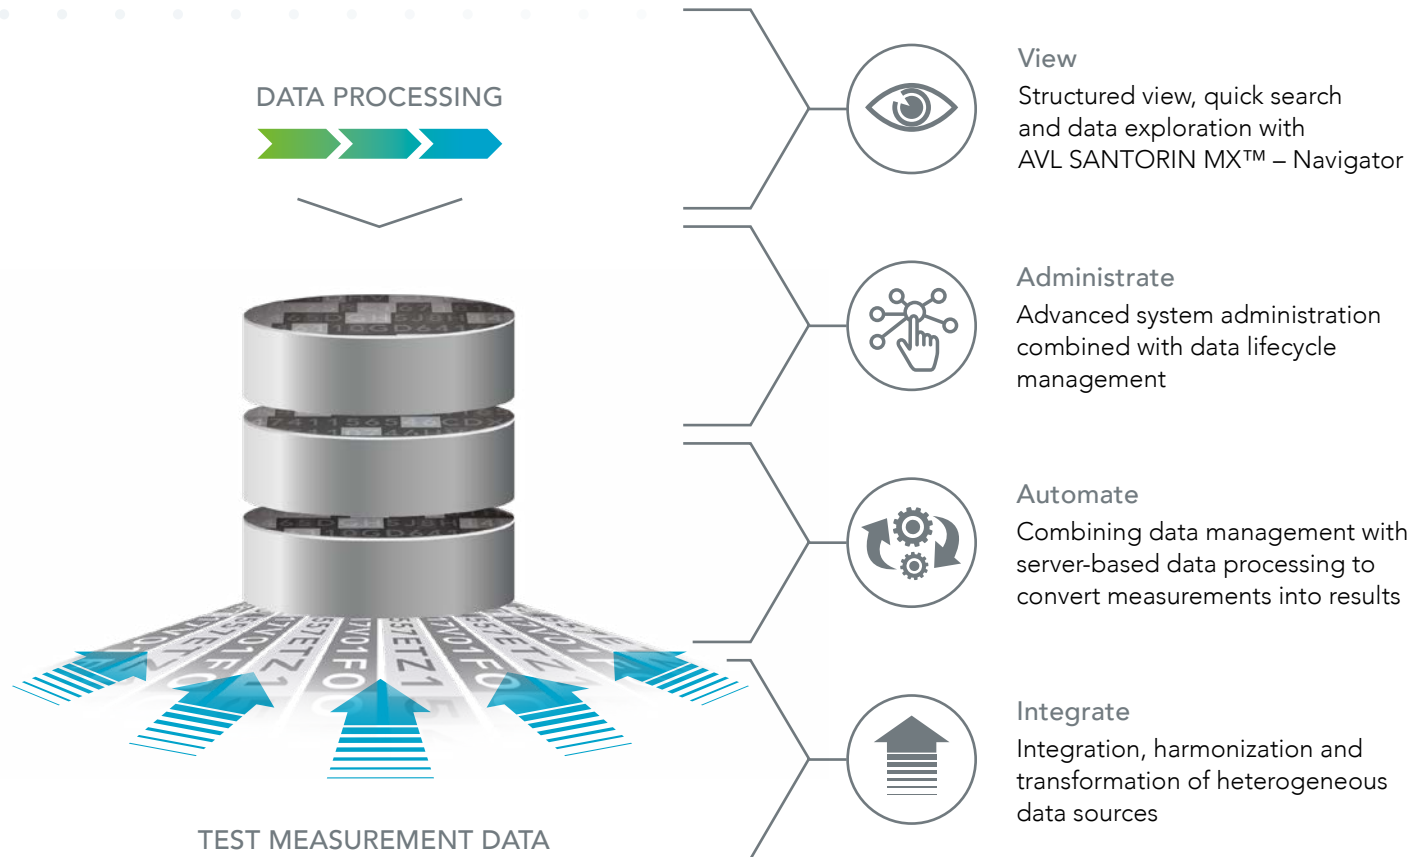 DATA PROCESSING
View
Structured view, quick search
and data exploration with
AVL SANTORIN MX™ – Navigator
Administrate
Advanced system administration
combined with data lifecycle
management
Automate
Combining data management with
server-based data processing to
convert measurements into results
Integrate
Integration, harmonization and
transformation of heterogeneous
data sources
TEST MEASUREMENT DATA